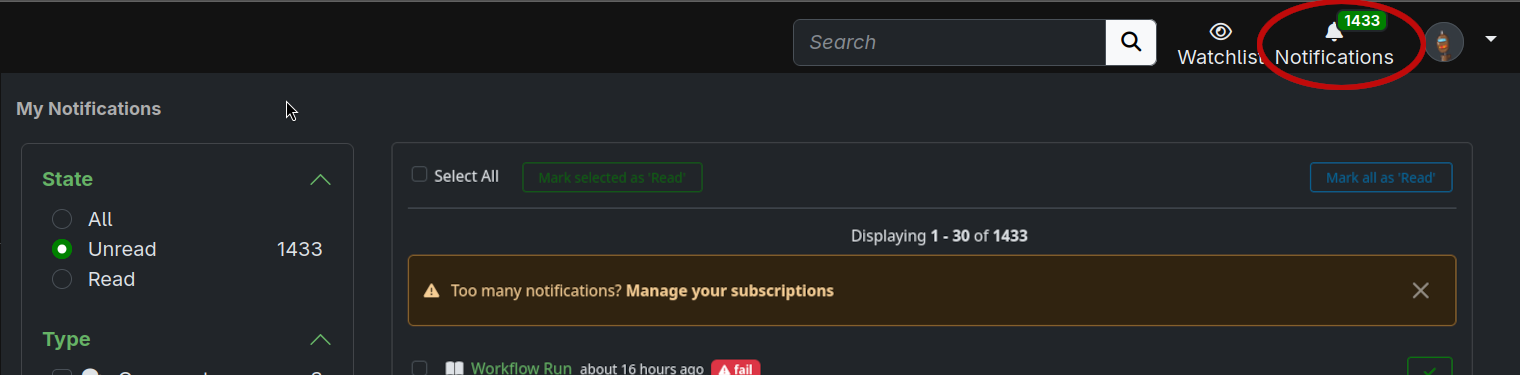 Search
Watchlist
Notifications
1433
My Notifications
State
All
Unread 1433
Read
Type
Select All
Mark selected as 'Read'
Mark all as 'Read'
Displaying 1 - 30 of 1433
Too many notifications? Manage your subscriptions
Workflow Run about 16 hours ago fail